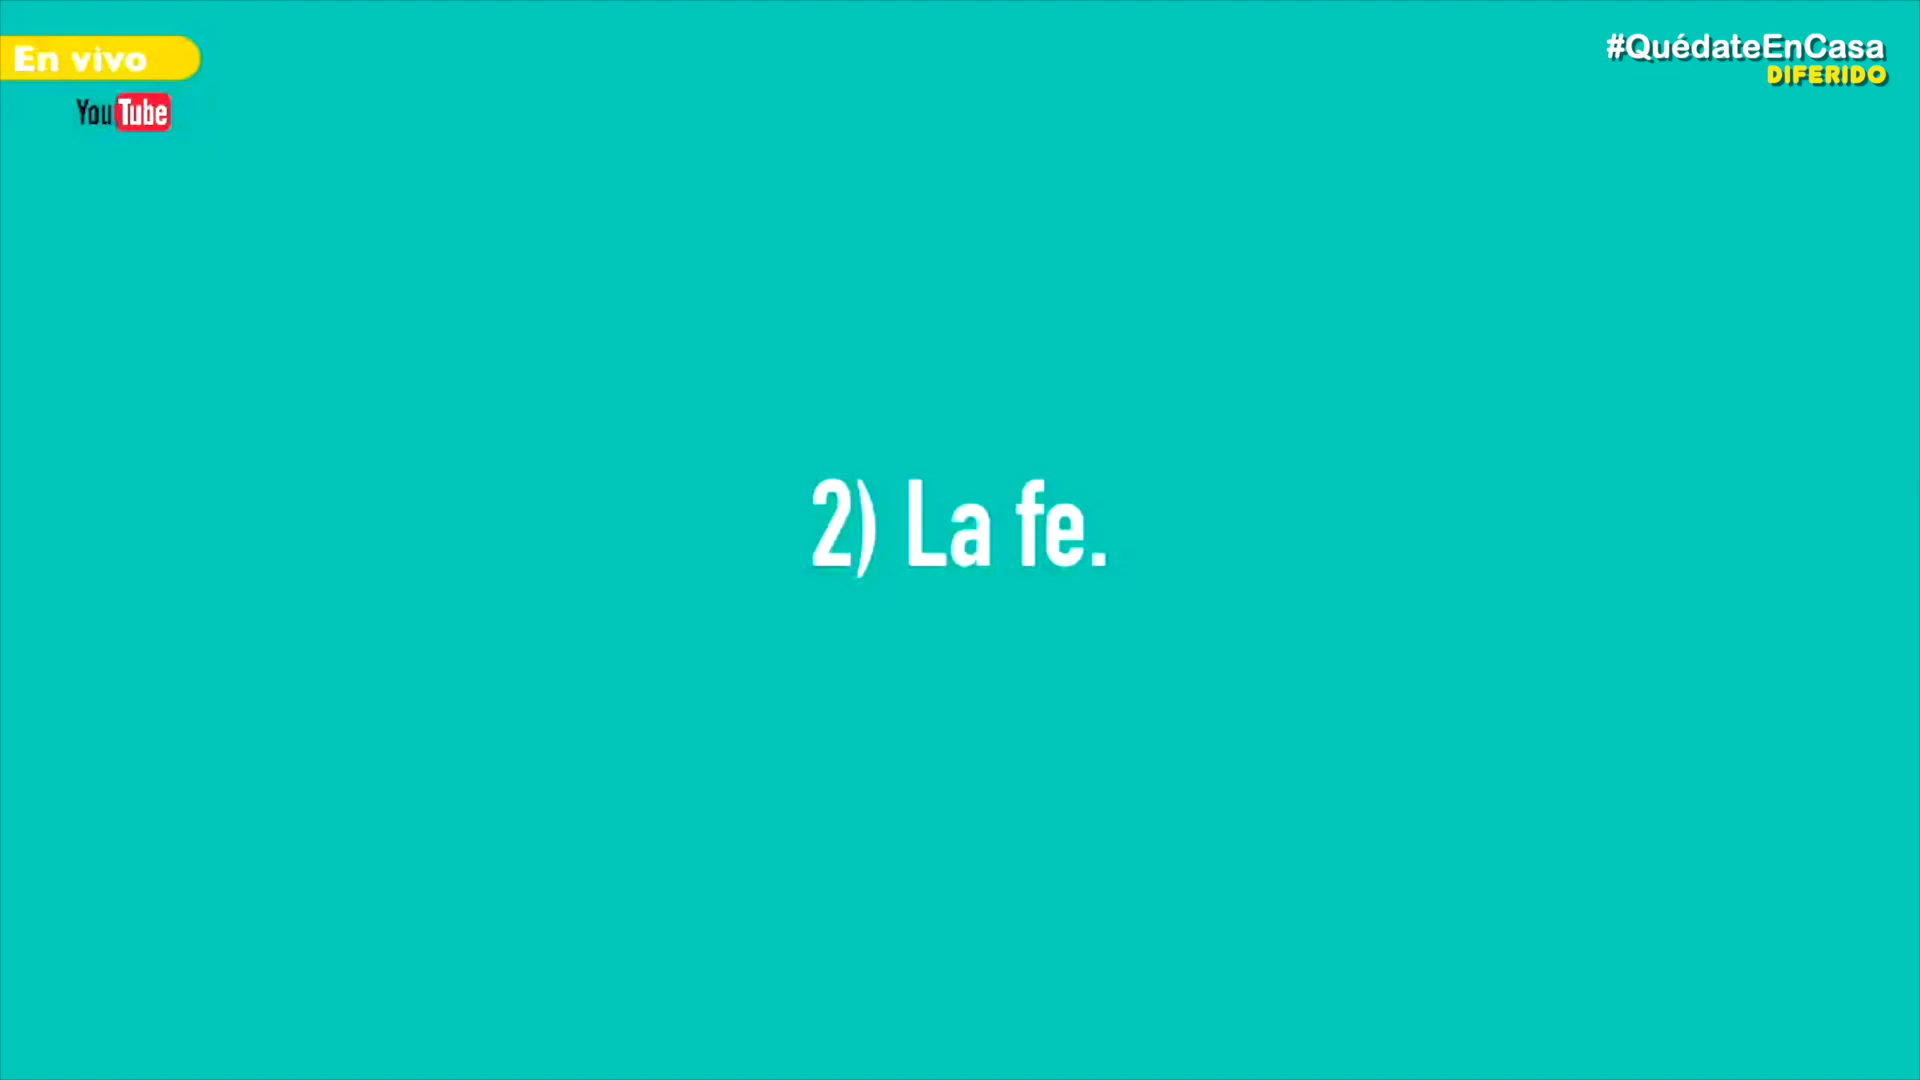 En vivo
YouTube
#QuédateEnCasa
DIFERIDO
2) La fe.